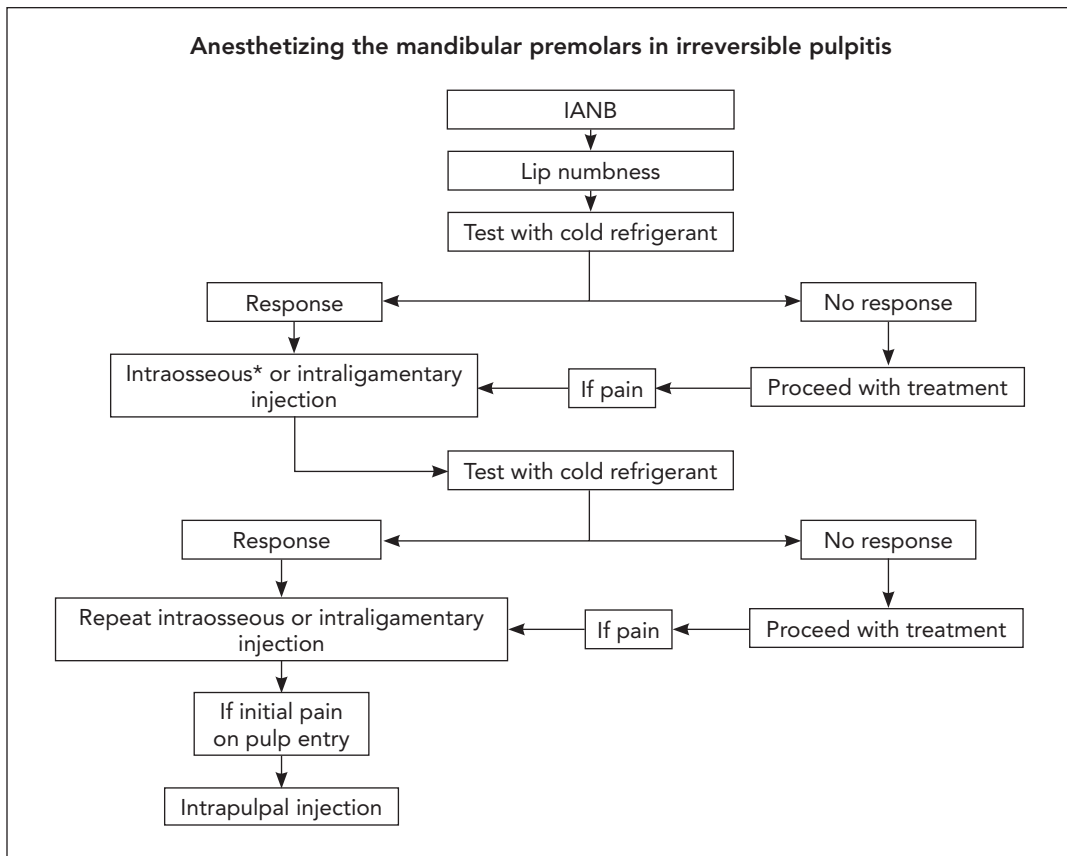 Anesthetizing the mandibular premolars in irreversible pulpitis
IANB
Lip numbness
Test with cold refrigerant
Response
No response
Intraosseous* or intraligamentary
injection
If pain
Proceed with treatment
Test with cold refrigerant
Response
No response
Repeat intraosseous or intraligamentary
injection
If pain
Proceed with treatment
If initial pain
on pulp entry
Intrapulpal injection